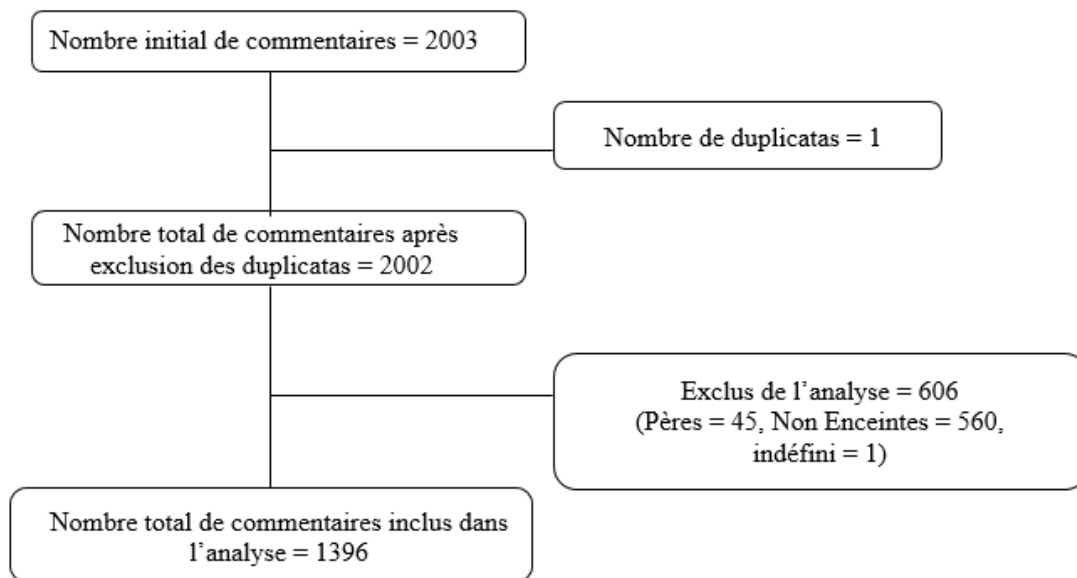 Nombre initial de commentaires = 2003
Nombre de duplicatas = 1
Nombre total de commentaires après
exclusion des duplicatas = 2002
Exclus de l’analyse = 606
(Pères = 45, Non Enceintes = 560,
indéfini = 1)
Nombre total de commentaires inclus dans
l’analyse = 1396